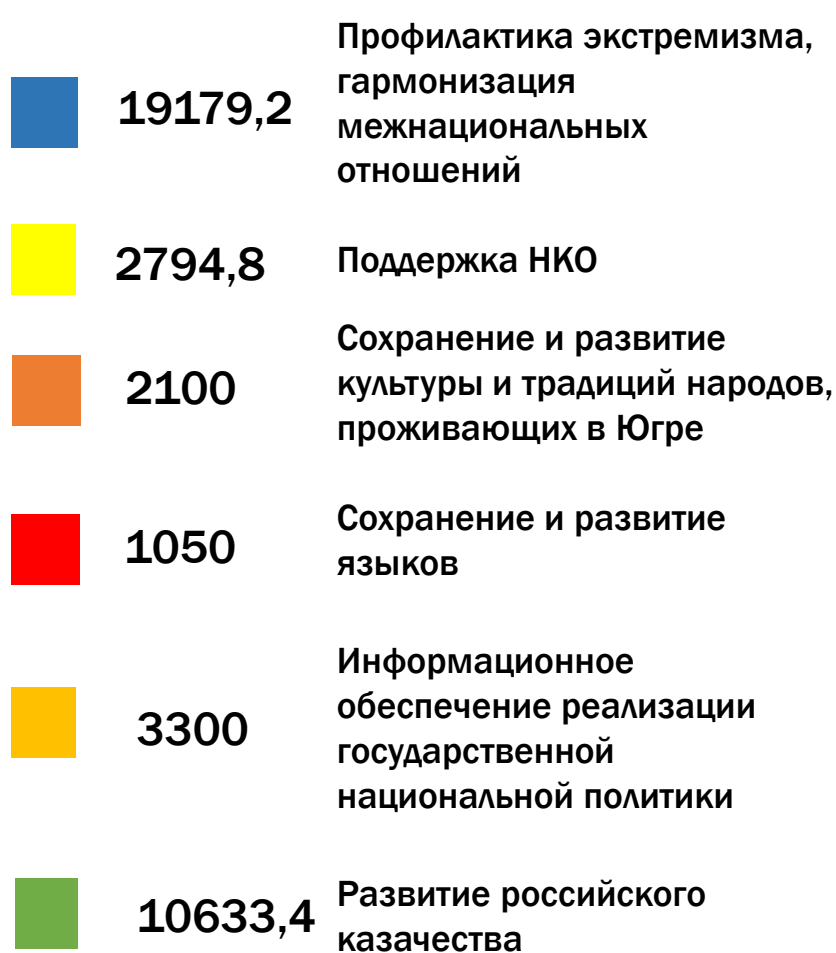 Профилактика экстремизма,
гармонизация
19179,2
межнациональных
отношений
2794,8 Поддержка НКО
Сохранение и развитие
2100 культуры и традиций народов,
проживающих в Югре
Сохранение и развитие
1050
языков
Информационное
обеспечение реализации
3300
государственной
национальной политики
Развитие российского
10633,4
казачества